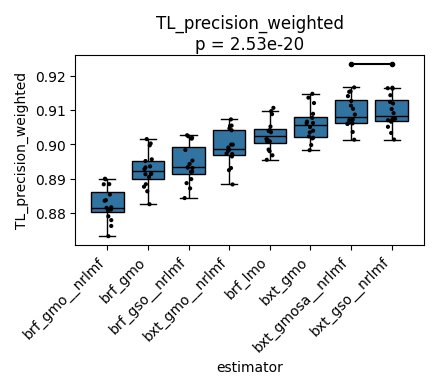 TL_precision_weighted
p = 2.53e-20
TL_precision_weighted
0.92
0.91
0.90
0.89
0.88
brf_gmo__nrlmf
brf_gmo
brf_gso__nrlmf
bxt_gmo__nrlmf
brf_lmo
bxt_gmo
bxt_gmosa__nrlmf
bxt_gso__nrlmf
estimator